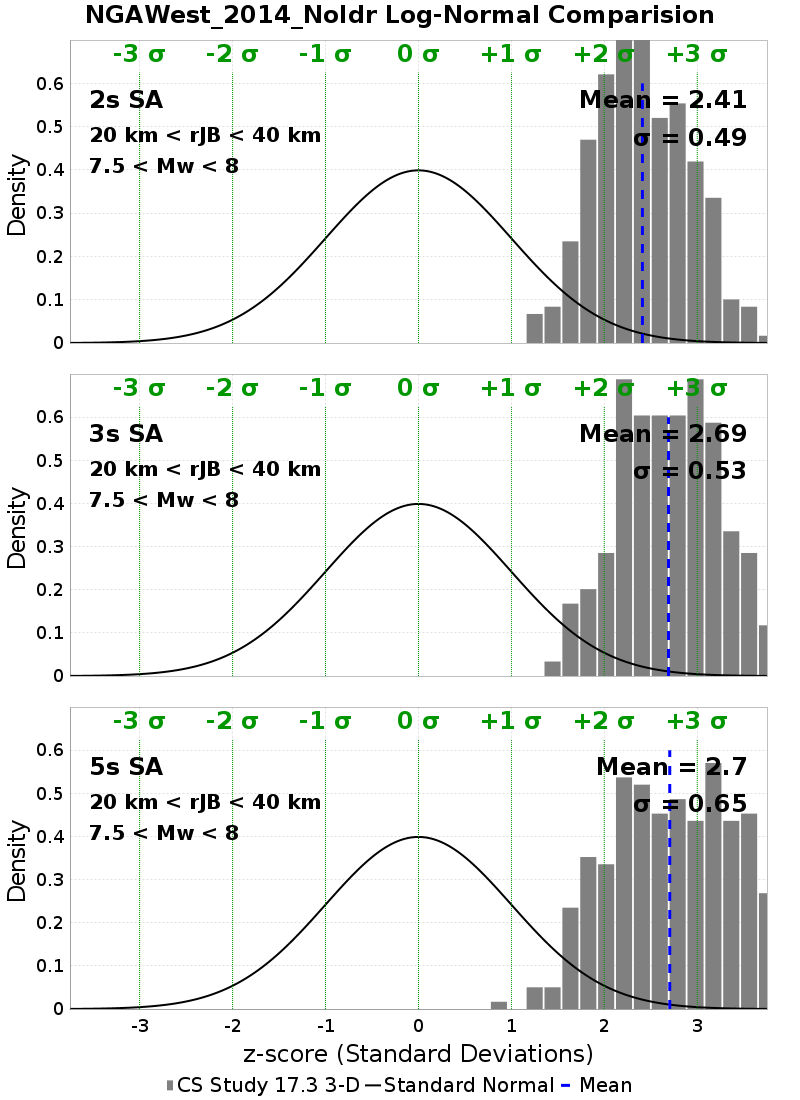 NGAWest_2014_NoIdr Log-Normal Comparision
-3 σ -2 σ -1 σ 0 σ +1 σ +2 σ +3 σ
2s SA
Mean = 2.41
20 km < rJB < 40 km
σ = 0.49
7.5 < Mw < 8
Density
0.6
0.5
0.4
0.3
0.2
0.1
0
-3 σ -2 σ -1 σ 0 σ +1 σ +2 σ +3 σ
3s SA
Mean = 2.69
20 km < rJB < 40 km
σ = 0.53
7.5 < Mw < 8
Density
0.6
0.5
0.4
0.3
0.2
0.1
0
-3 σ -2 σ -1 σ 0 σ +1 σ +2 σ +3 σ
5s SA
Mean = 2.7
20 km < rJB < 40 km
σ = 0.65
7.5 < Mw < 8
Density
0.6
0.5
0.4
0.3
0.2
0.1
0
-3 -2 -1 0 1 2 3
z-score (Standard Deviations)
CS Study 17.3 3-D Standard Normal Mean